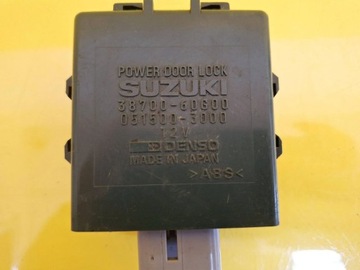 POWER DOOR LOCK
SUZUKI
38700-60G00
051500-3000
12V
DENSO
MADE IN JAPAN
>ABS<